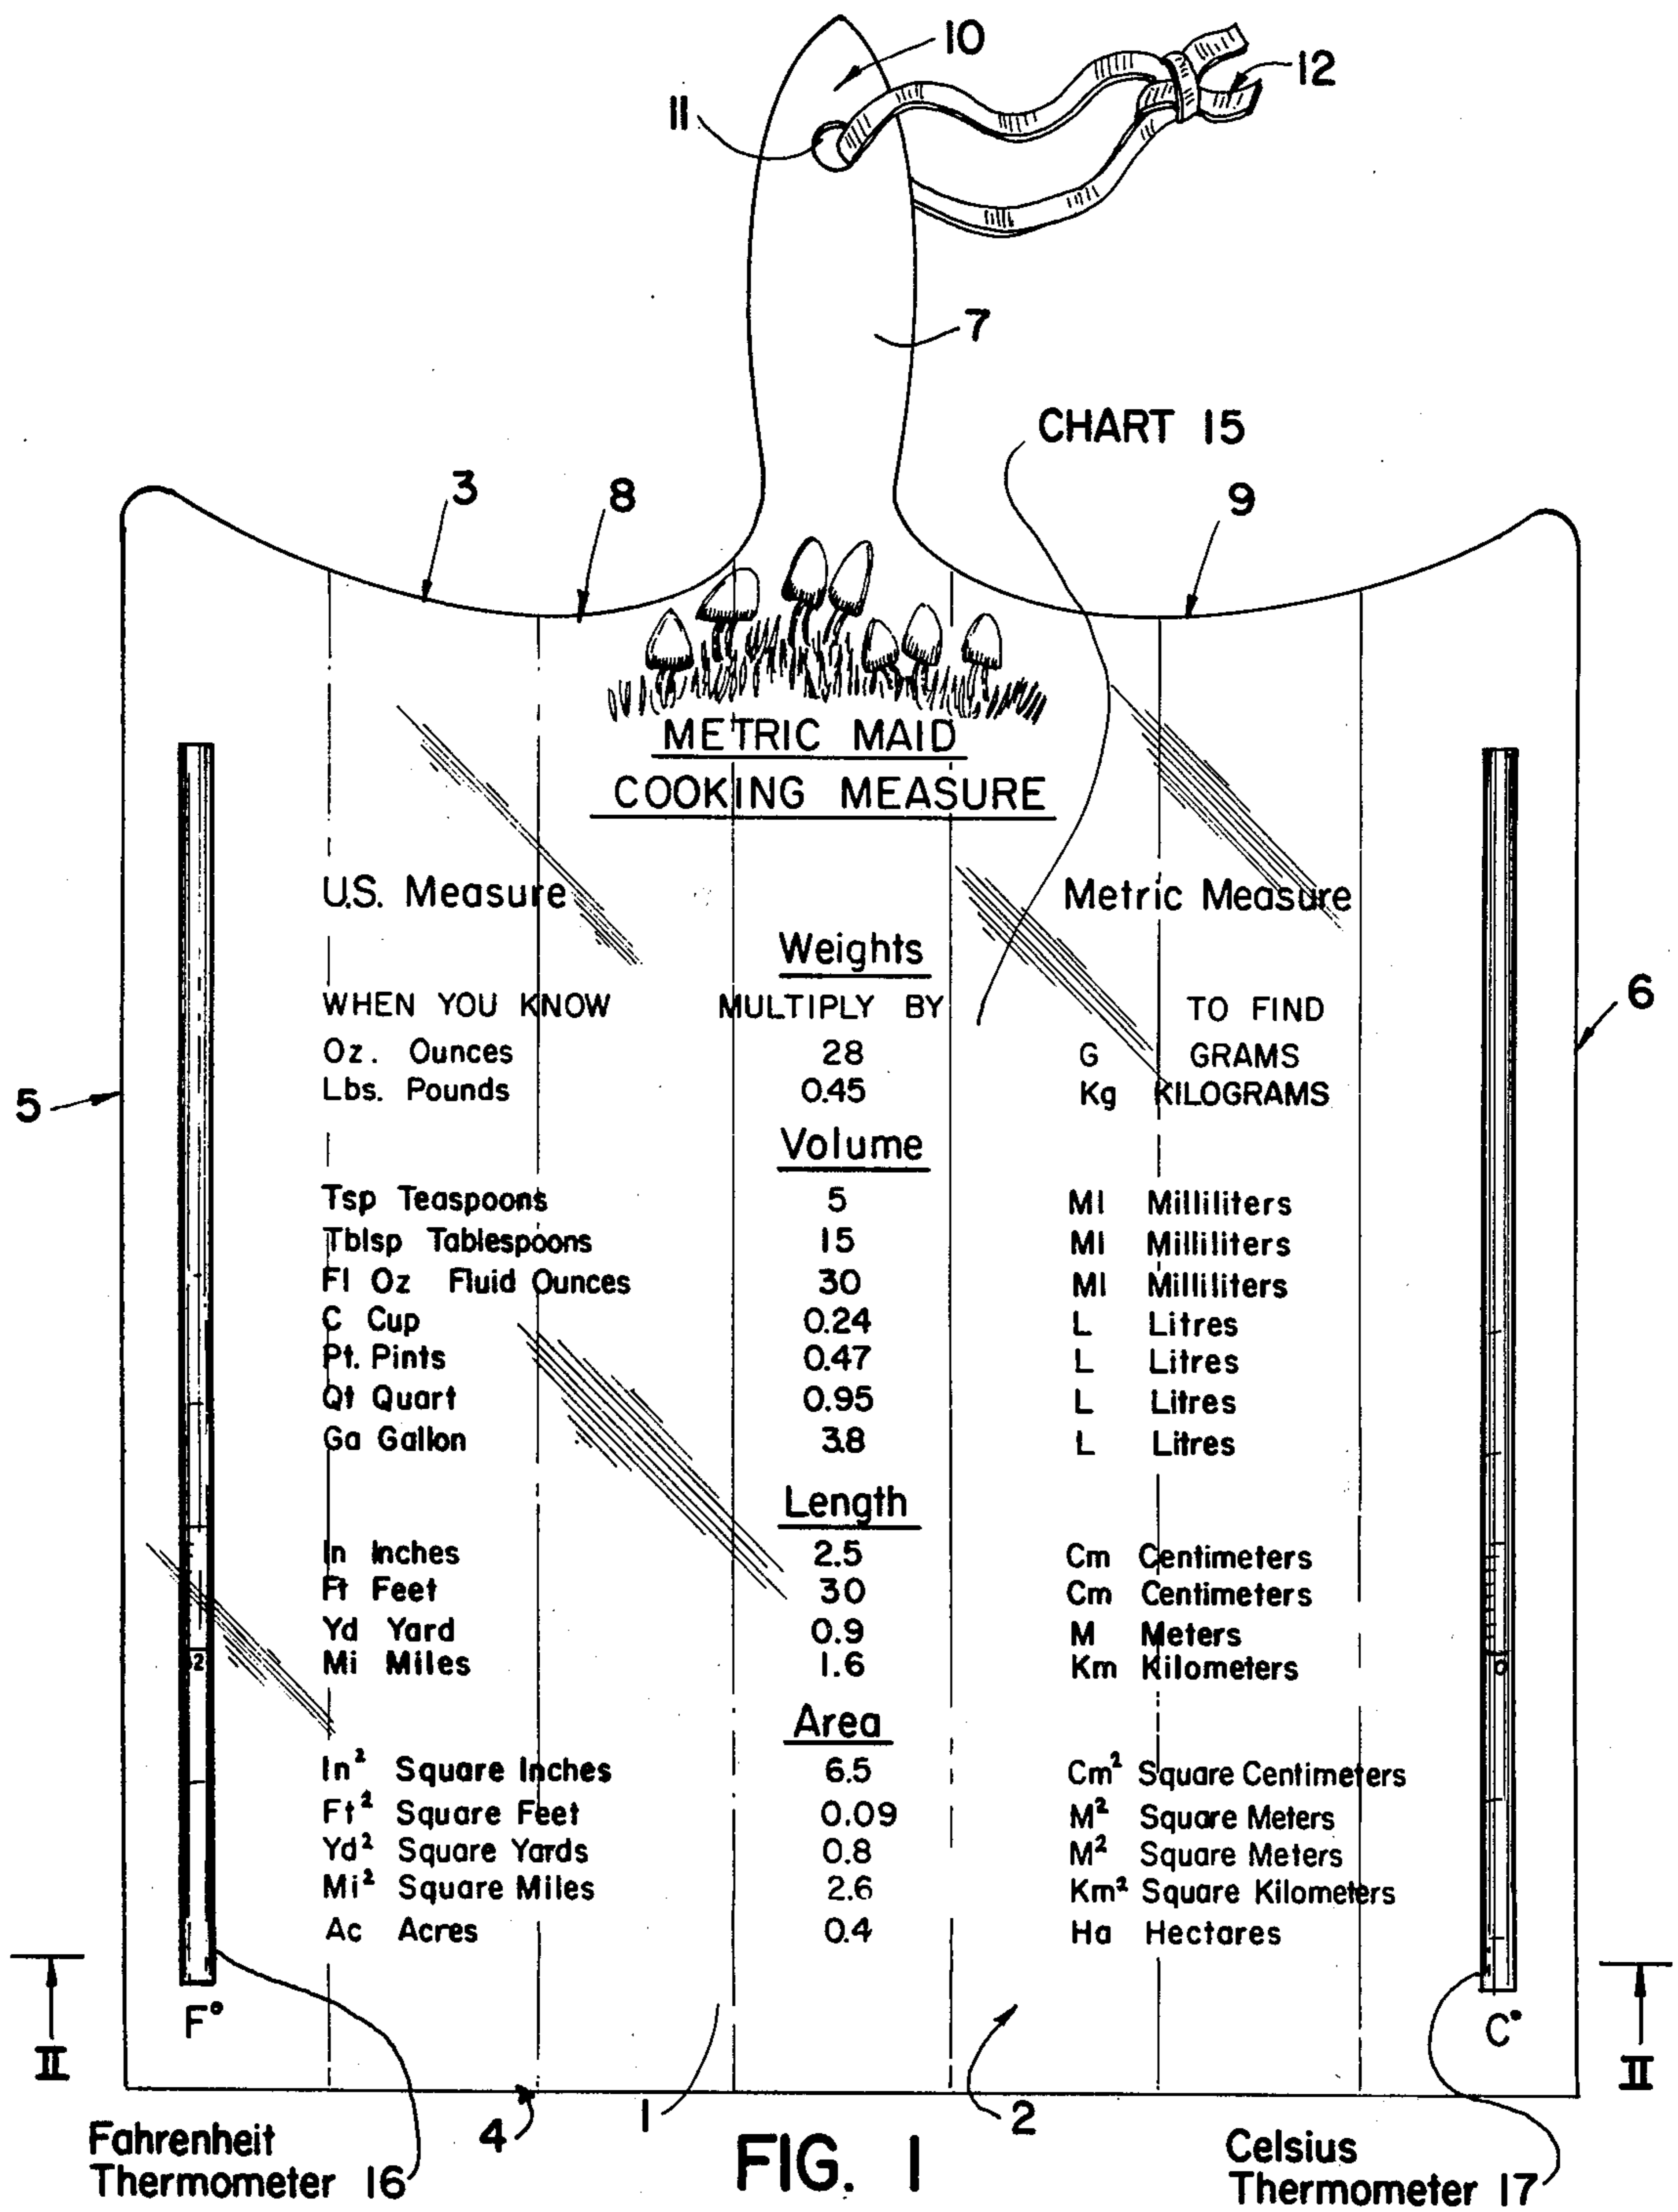 10
12
11
7
CHART 15
3
8
9
METRIC MAID
COOKING MEASURE
U.S. Measure Metric Measure
Weights
WHEN YOU KNOW MULTIPLY BY TO FIND
Oz. Ounces 28 G GRAMS
Lbs. Pounds 0.45 Kg KILOGRAMS
6
5
Volume
Tsp Teaspoons 5 Ml Milliliters
Tblsp Tablespoons 15 Ml Milliliters
Fl Oz Fluid Ounces 30 Ml Milliliters
C Cup 0.24 L Litres
Pt. Pints 0.47 L Litres
Qt Quart 0.95 L Litres
Ga Gallon 3.8 L Litres
Length
In Inches 2.5 Cm Centimeters
Ft Feet 30 Cm Centimeters
Yd Yard 0.9 M Meters
Mi Miles 1.6 Km Kilometers
0
Area
In² Square Inches 6.5 Cm² Square Centimeters
Ft² Square Feet 0.09 M² Square Meters
Yd² Square Yards 0.8 M² Square Meters
Mi² Square Miles 2.6 Km² Square Kilometers
Ac Acres 0.4 Ha Hectares
F° C°
II II
4 1 2
Fahrenheit
Thermometer 16
FIG. 1
Celsius
Thermometer 17